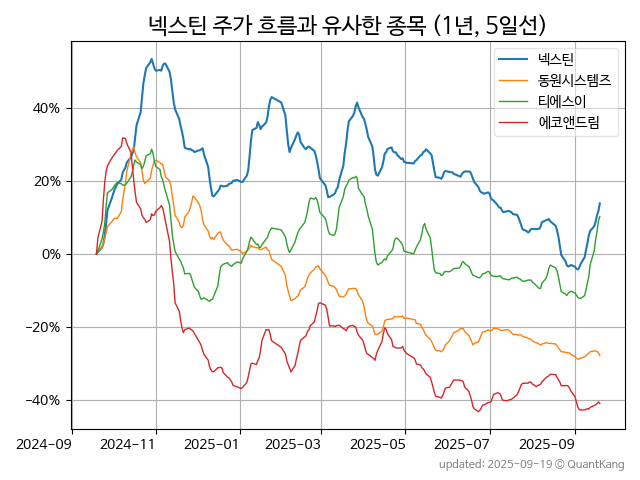 넥스틴 주가 흐름과 유사한 종목 (1년, 5일선)
넥스틴
동원시스템즈
티에스이
에코앤드림
40%
20%
0%
−20%
−40%
2024−09
2024−11
2025−01
2025−03
2025−05
2025−07
2025−09
updated: 2025-09-19 © QuantKang